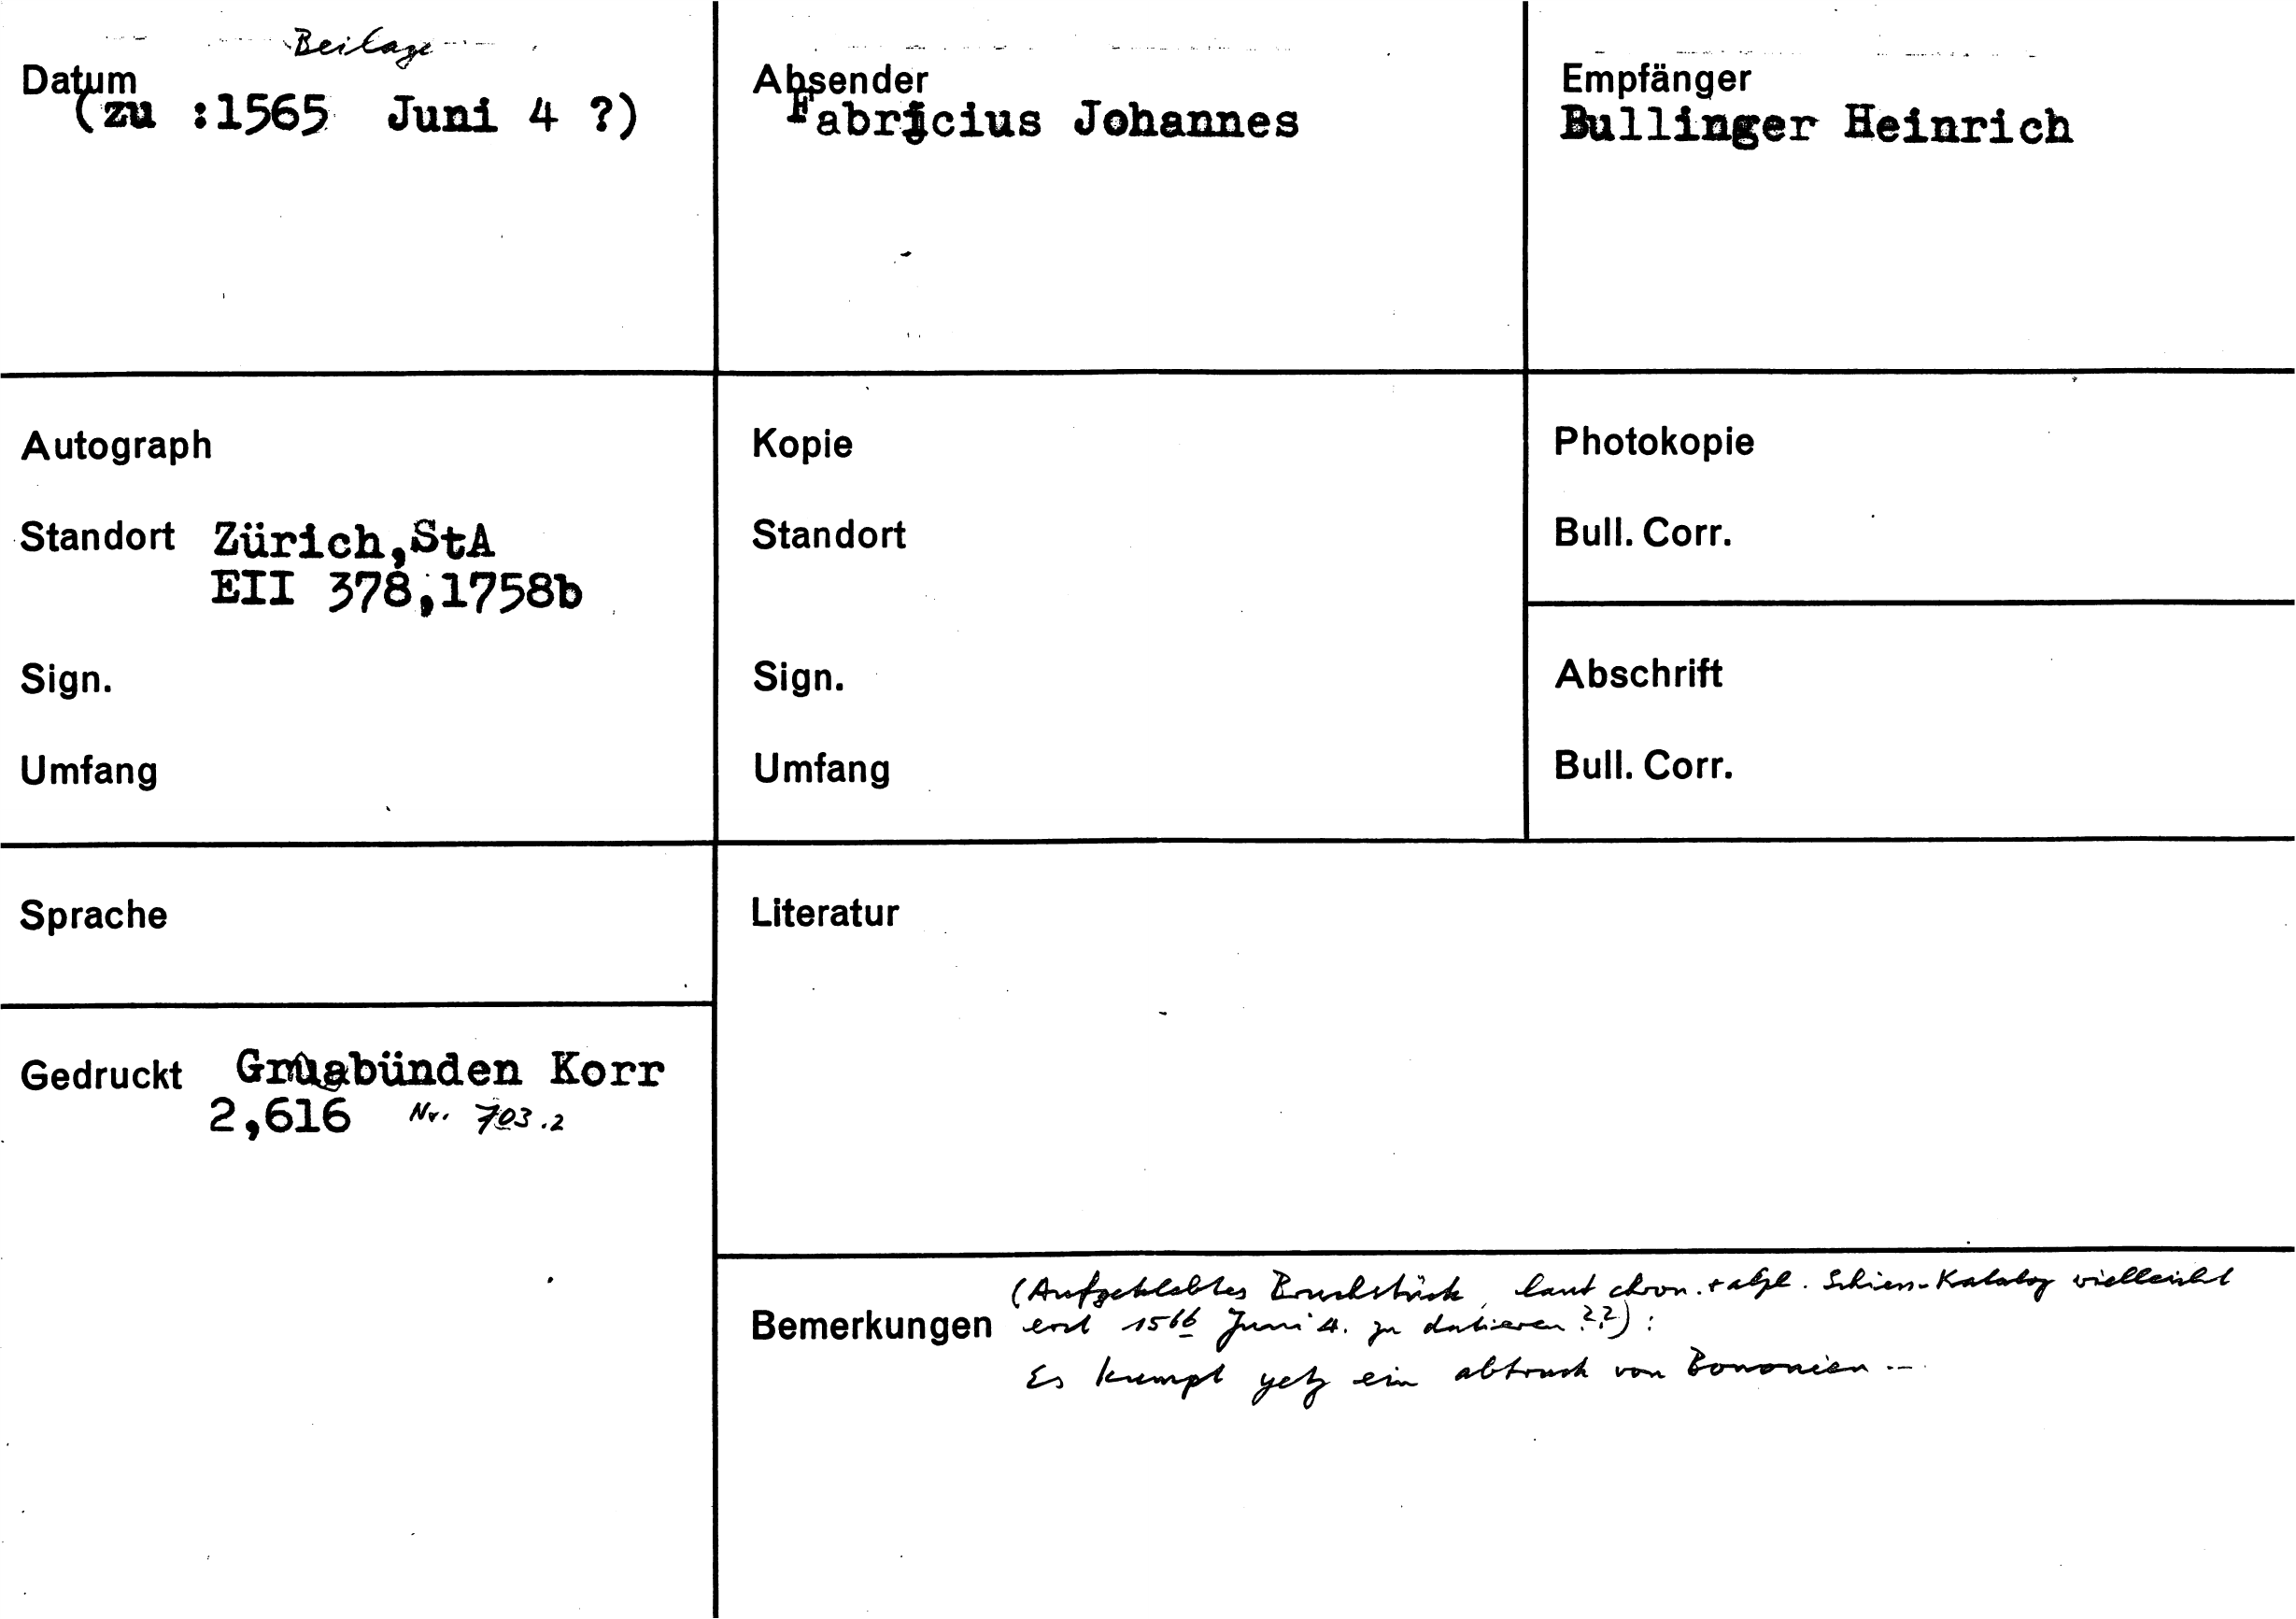 Beilage
Datum
(zu :1565 Juni 4 ?)
Absender
Fabricius Johannes
Empfänger
Bullinger Heinrich
Autograph
Standort Zürich,StA
EII 378,1758b
Sign.
Umfang
Kopie
Standort
Sign.
Umfang
Photokopie
Bull. Corr.
Abschrift
Bull. Corr.
Sprache
Gedruckt Graubünden Korr
2,616 Nr. 703.2
Literatur
Bemerkungen
(Aufgeklebtes Bruchstück, laut chron. + alph. Schiess-Katalog vielleicht
erst 1566 Juni 4. zu datieren ??) :
Es kumpt yetz ein abtruck von Bononien ...